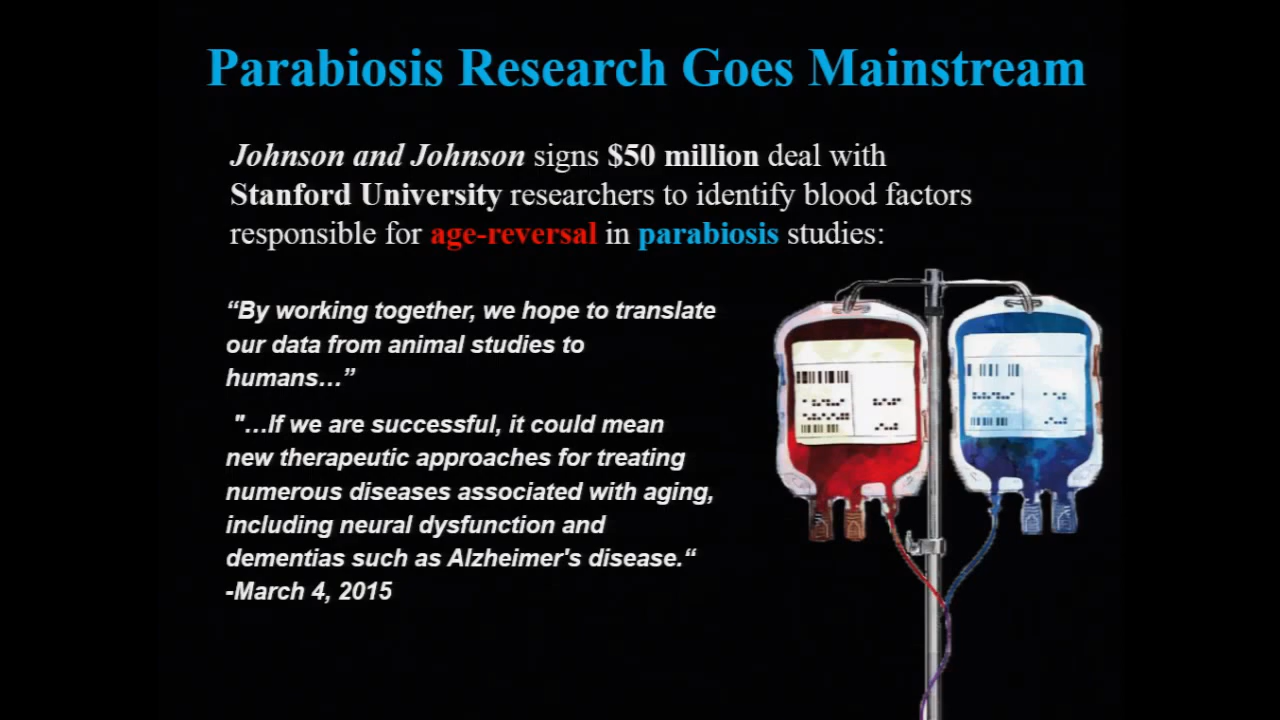 Parabiosis Research Goes Mainstream
Johnson and Johnson signs $50 million deal with
Stanford University researchers to identify blood factors
responsible for age-reversal in parabiosis studies:
“By working together, we hope to translate
our data from animal studies to
humans…”
"…If we are successful, it could mean
new therapeutic approaches for treating
numerous diseases associated with aging,
including neural dysfunction and
dementias such as Alzheimer's disease.“
-March 4, 2015